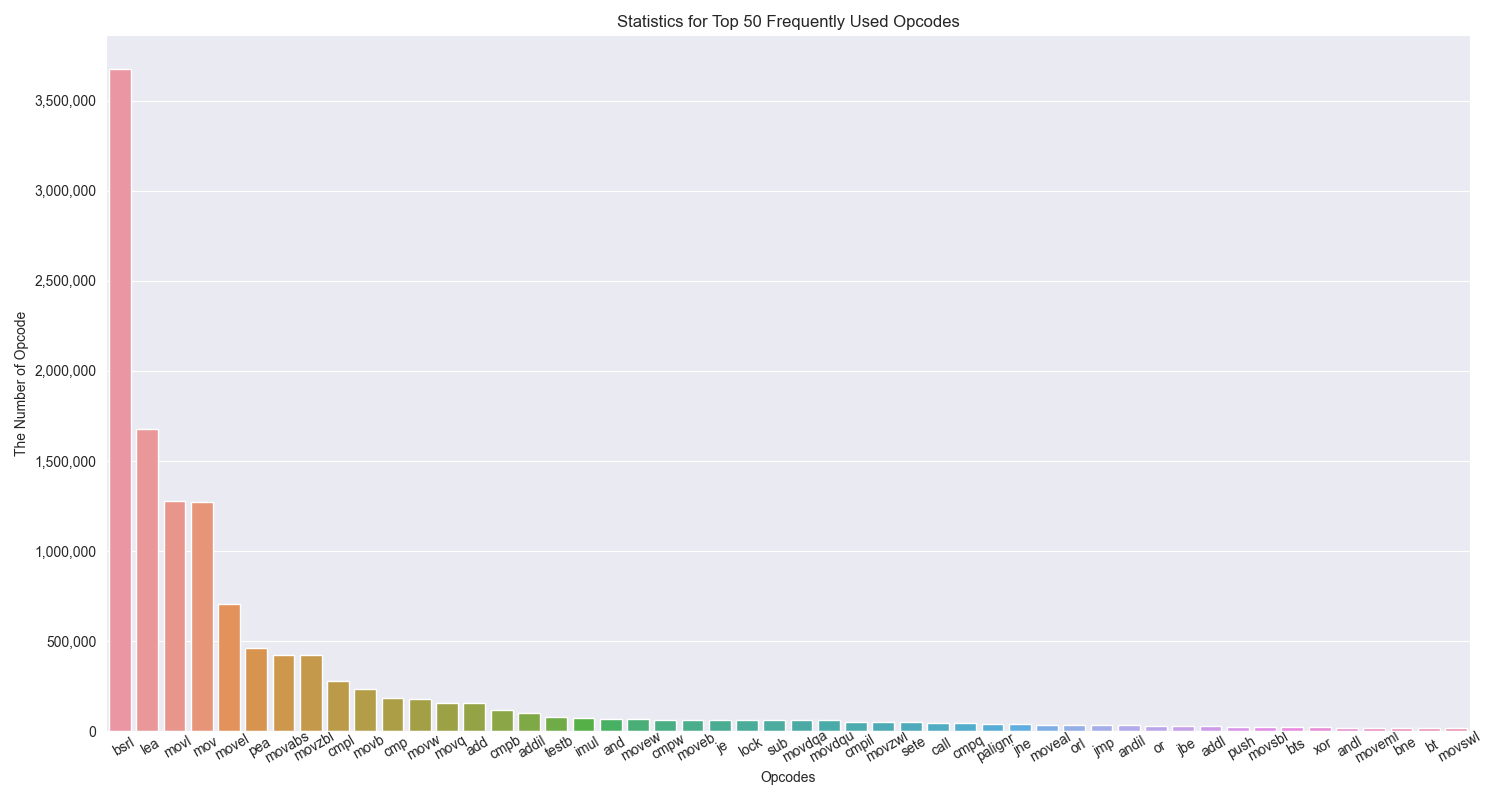 Statistics for Top 50 Frequently Used Opcodes
The Number of Opcode
3,500,000
3,000,000
2,500,000
2,000,000
1,500,000
1,000,000
500,000
0
bsrl lea movl mov movel pea movabs movzbl cmpl movb cmp movw movq add cmpb addil testb imul and movew cmpw moveb je lock sub movdqa movdqu cmpil movzwl sete call cmpq palignr jne moveal orl jmp andil or jbe addl push movsbl bts xor andl moveml bne bt movswl
Opcodes